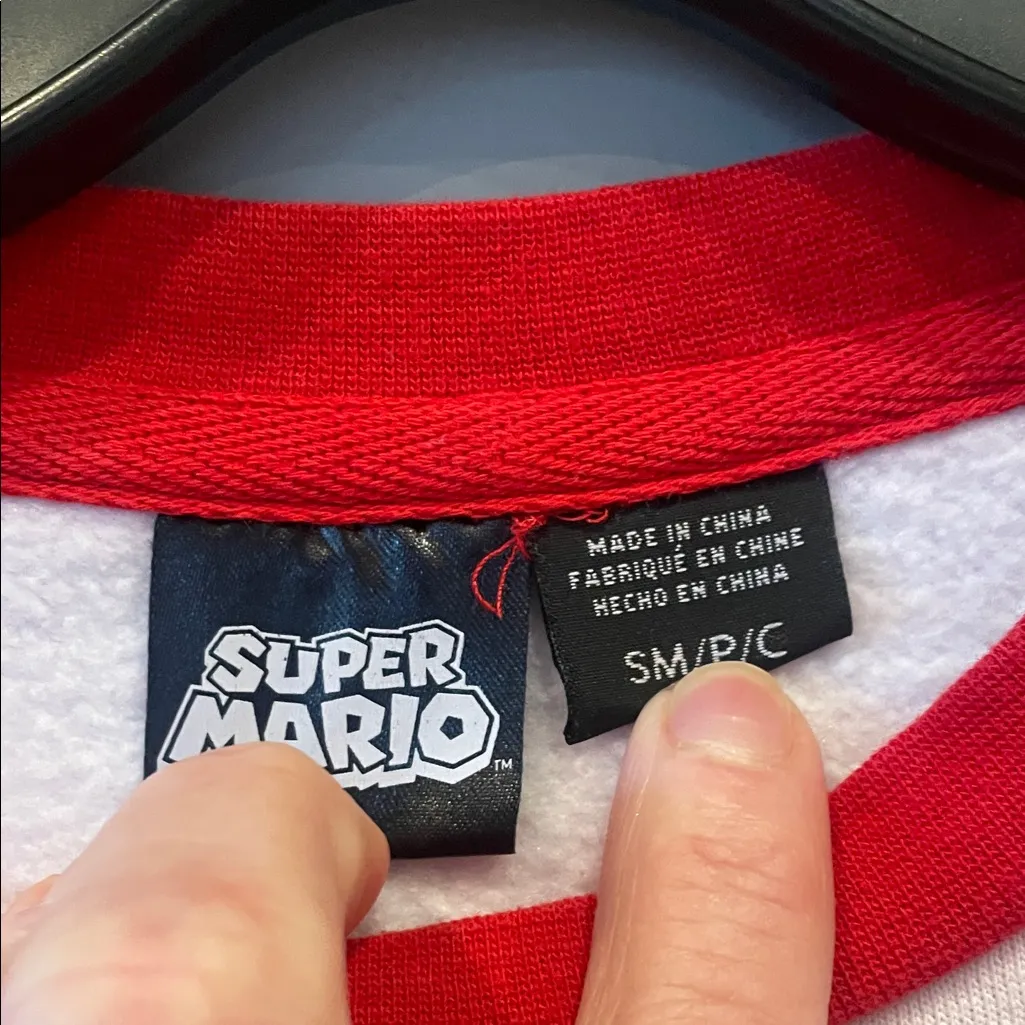 SUPER
MARIO
TM
MADE IN CHINA
FABRIQUÉ EN CHINE
HECHO EN CHINA
SM/P/C